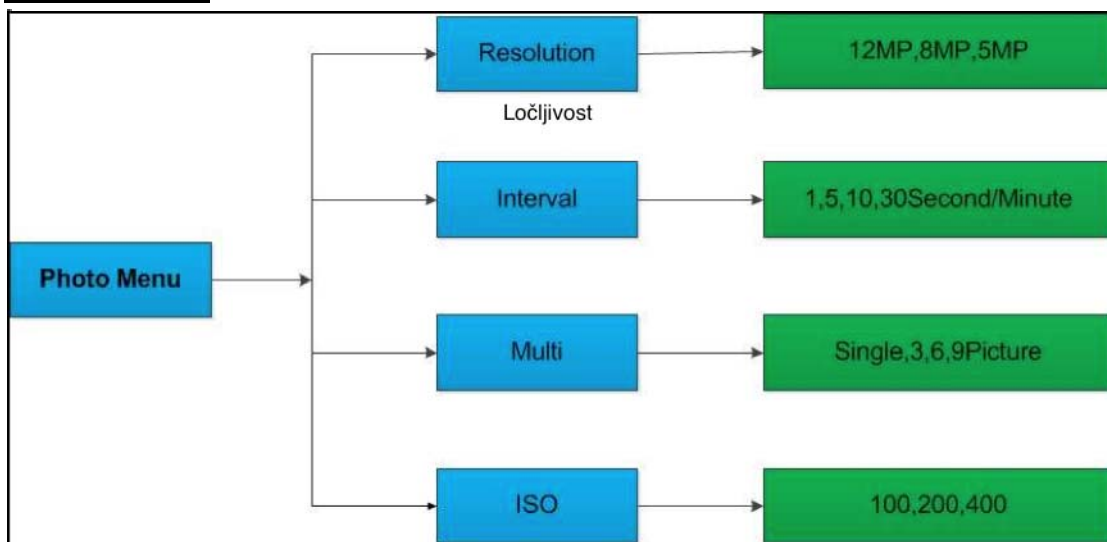 Resolution
12MP,8MP,5MP
Ločljivost
Interval
1,5,10,30Second/Minute
Photo Menu
Multi
Single,3,6,9Picture
ISO
100,200,400